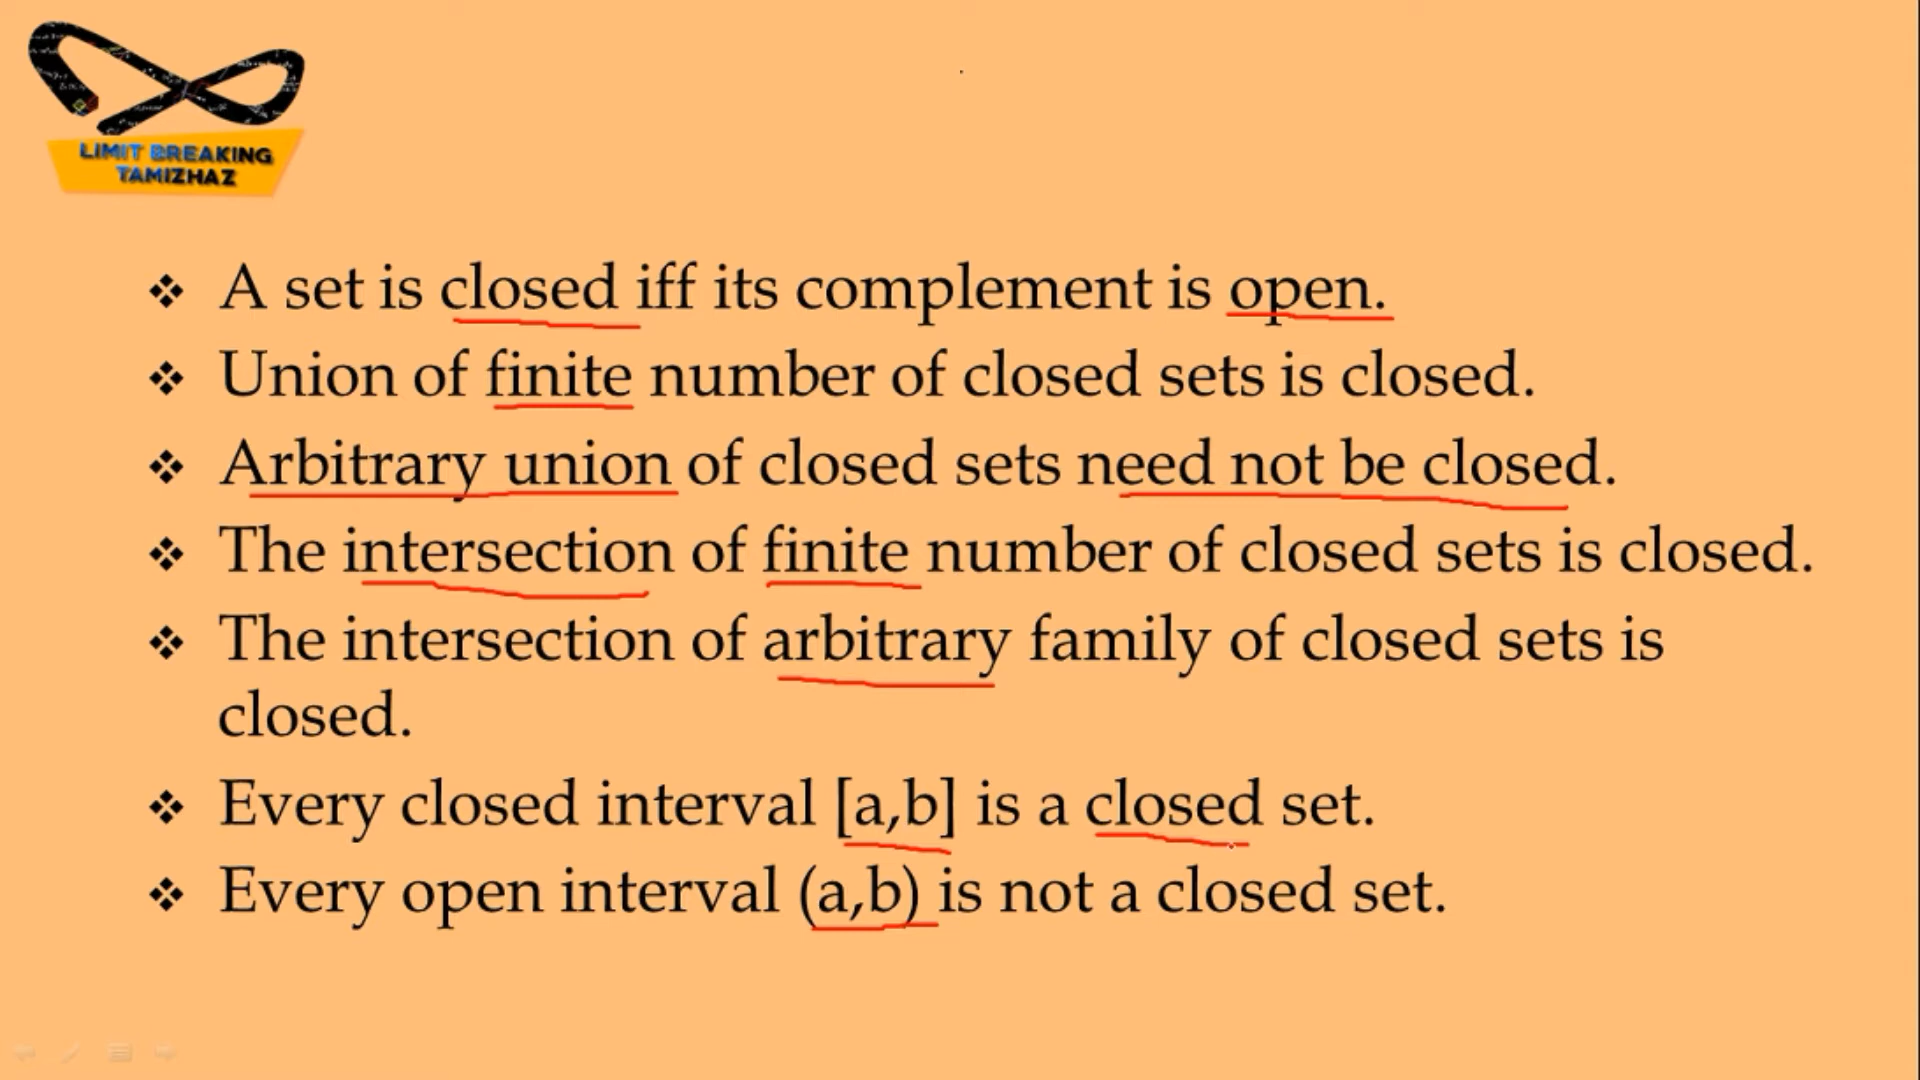 LIMIT BREAKING
TAMIZHAZ
❖ A set is closed iff its complement is open.
❖ Union of finite number of closed sets is closed.
❖ Arbitrary union of closed sets need not be closed.
❖ The intersection of finite number of closed sets is closed.
❖ The intersection of arbitrary family of closed sets is
closed.
❖ Every closed interval [a,b] is a closed set.
❖ Every open interval (a,b) is not a closed set.